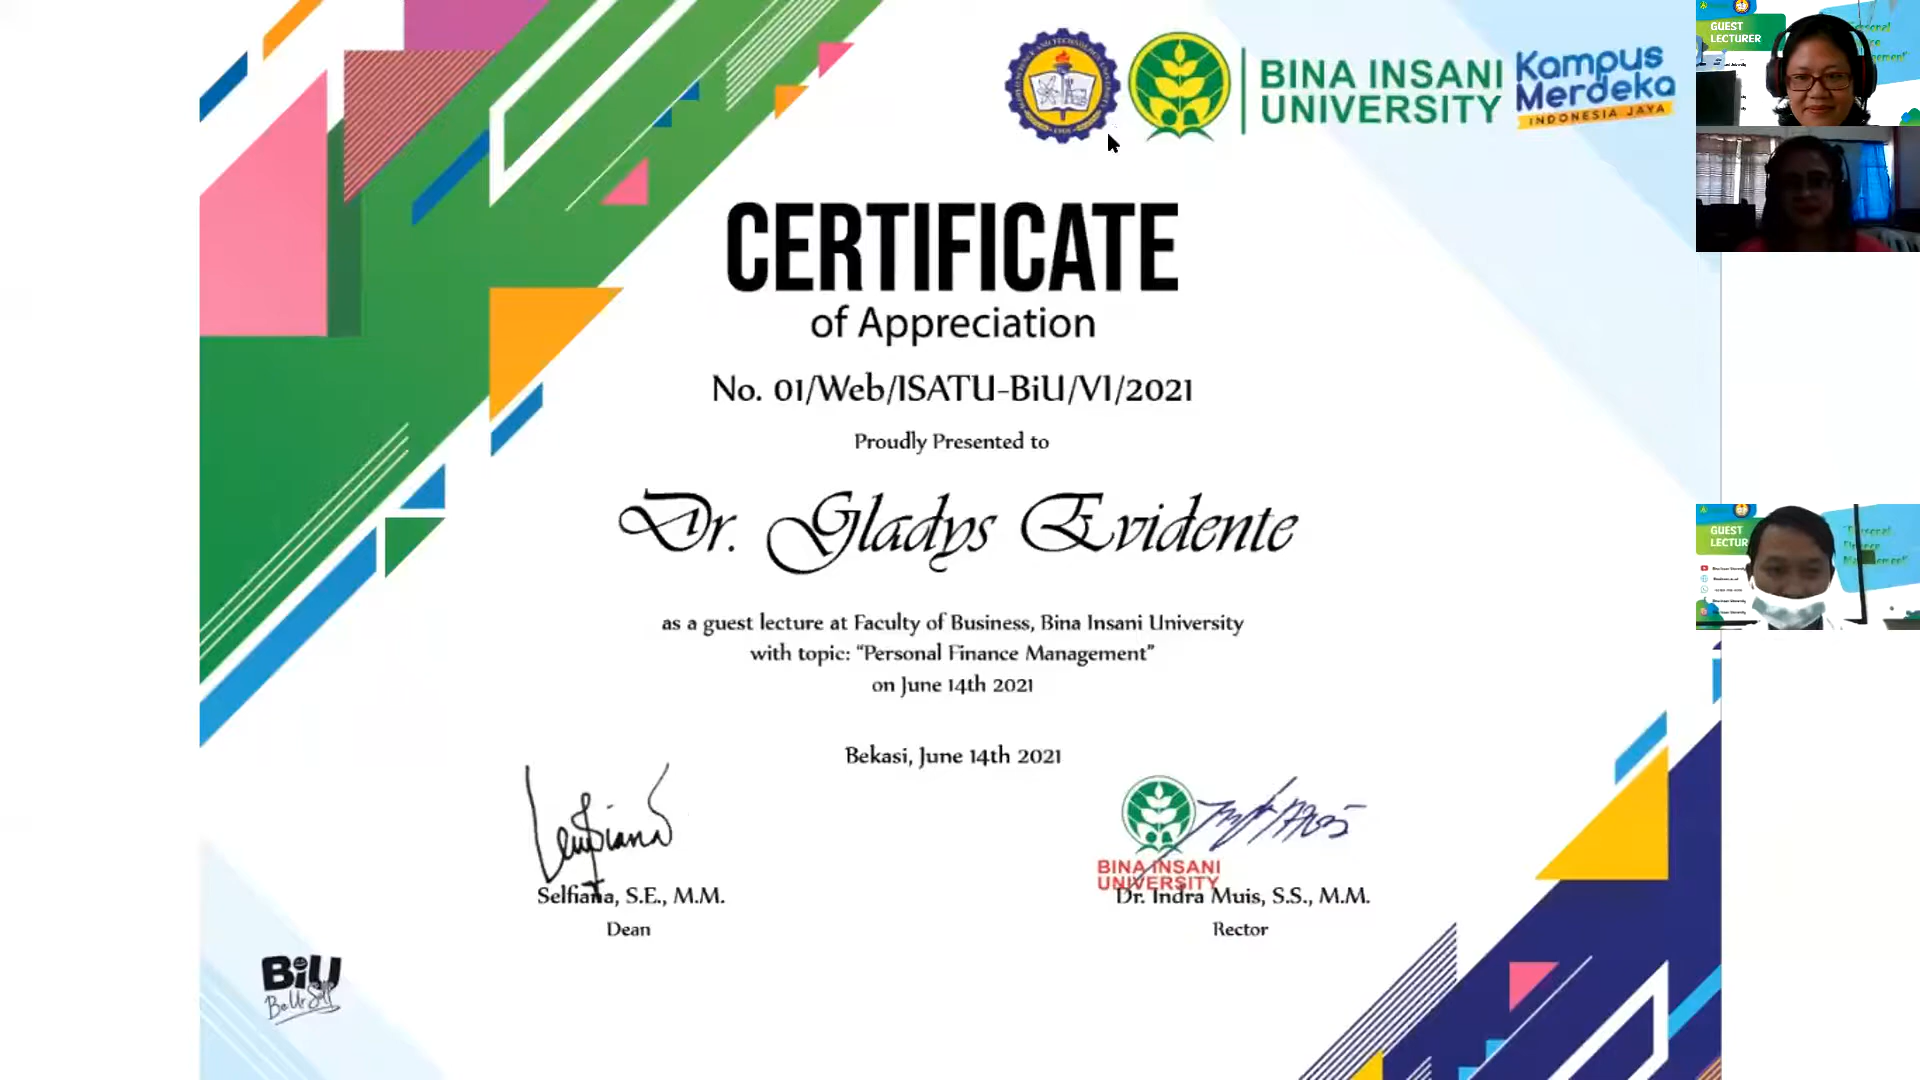 BINA INSANI
UNIVERSITY
Kampus
Merdeka
INDONESIA JAYA
CERTIFICATE
of Appreciation
No. 01/Web/ISATU-BiU/VI/2021
Proudly Presented to
Dr. Gladys Evidente
as a guest lecture at Faculty of Business, Bina Insani University
with topic: “Personal Finance Management”
on June 14th 2021
Bekasi, June 14th 2021
BINA INSANI
UNIVERSITY
Selfiana, S.E., M.M.
Dean
Dr. Indra Muis, S.S., M.M.
Rector
BiU
Be Ur Self
GUEST
LECTURER
GUEST
LECTUR